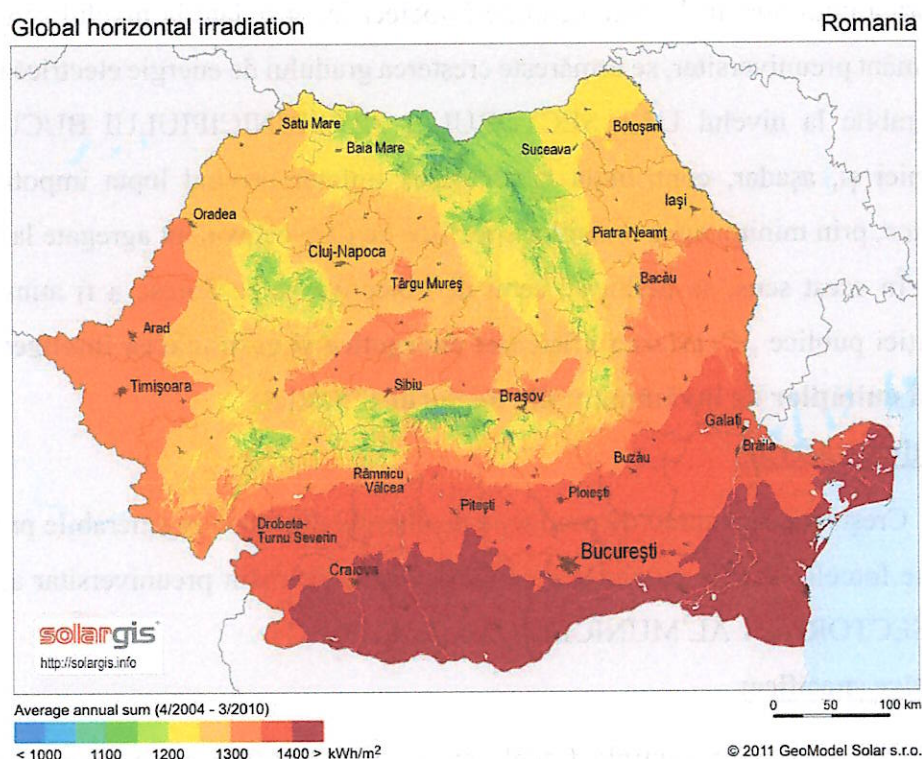 Global horizontal irradiation
Romania
Satu Mare
Baia Mare
Suceava
Botoşani
Oradea
Cluj-Napoca
Iaşi
Piatra Neamţ
Târgu Mureş
Bacău
Arad
Timişoara
Sibiu
Braşov
Galaţi
Brăila
Buzău
Râmnicu
Vâlcea
Piteşti
Ploieşti
Drobeta-
Turnu Severin
Craiova
Bucureşti
solargis
http://solargis.info
Average annual sum (4/2004 - 3/2010)
< 1000 1100 1200 1300 1400 > kWh/m²
0 50 100 km
© 2011 GeoModel Solar s.r.o.